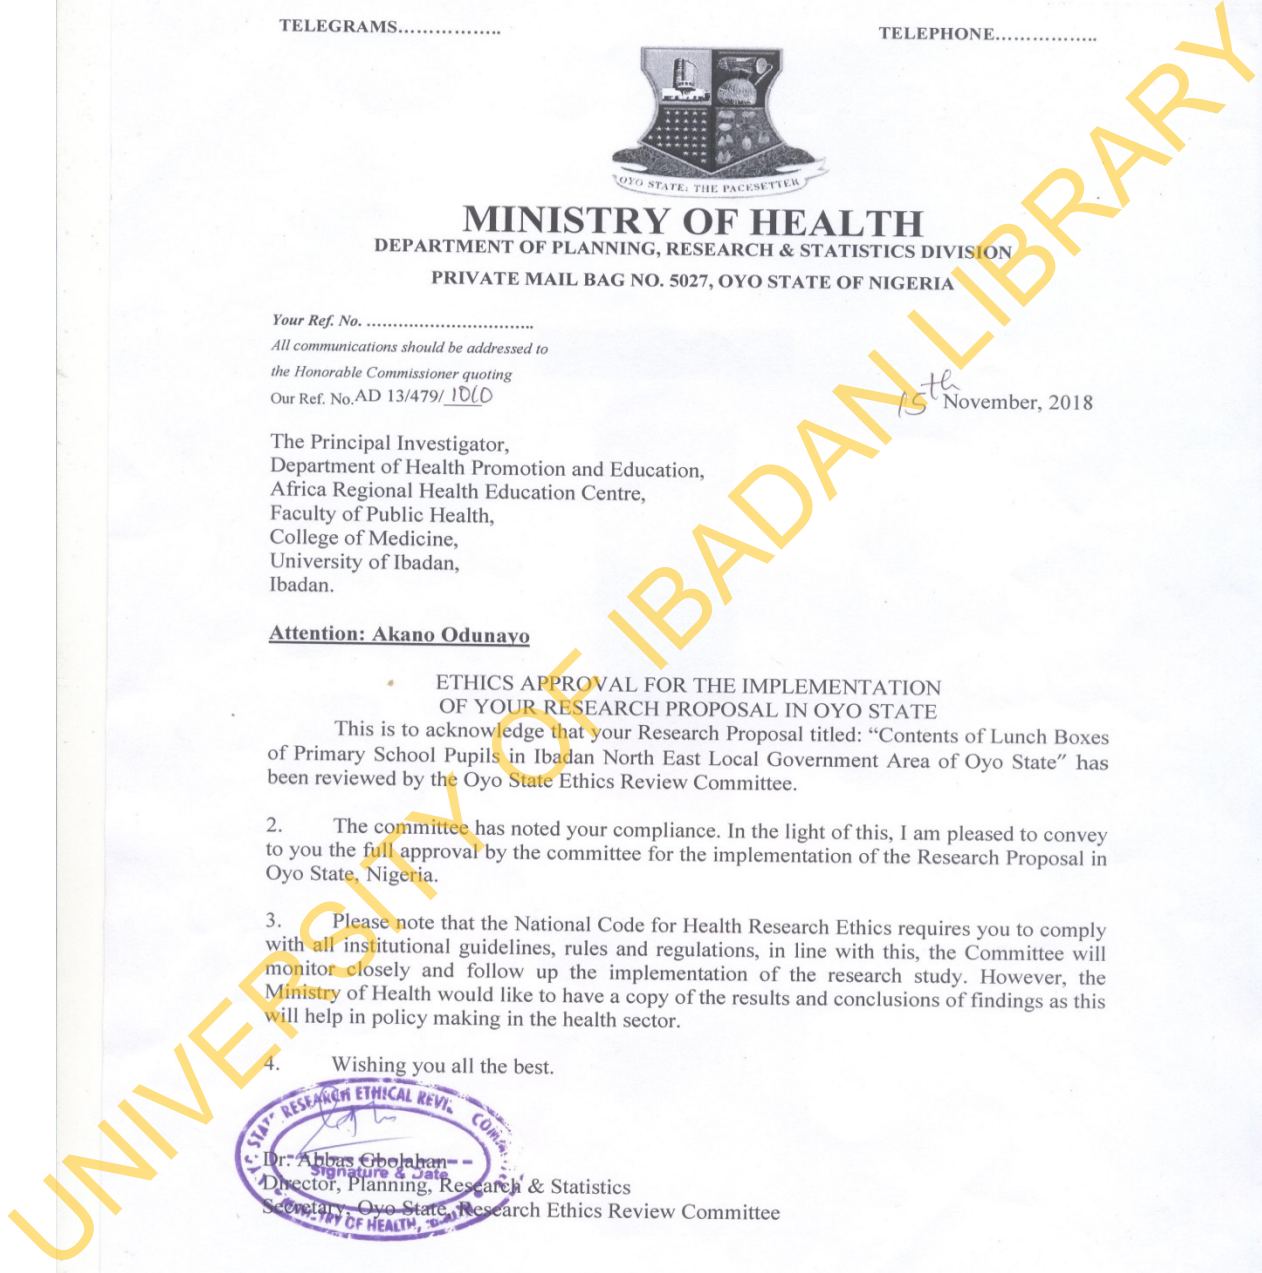 TELEGRAMS................
TELEPHONE................
OYO STATE: THE PACESETTER
MINISTRY OF HEALTH
DEPARTMENT OF PLANNING, RESEARCH & STATISTICS DIVISION
PRIVATE MAIL BAG NO. 5027, OYO STATE OF NIGERIA
Your Ref. No. ................................
All communications should be addressed to
the Honorable Commissioner quoting
Our Ref. No.AD 13/479/
15th November, 2018
The Principal Investigator,
Department of Health Promotion and Education,
Africa Regional Health Education Centre,
Faculty of Public Health,
College of Medicine,
University of Ibadan,
Ibadan.
Attention: Akano Odunayo
ETHICS APPROVAL FOR THE IMPLEMENTATION
OF YOUR RESEARCH PROPOSAL IN OYO STATE
This is to acknowledge that your Research Proposal titled: “Contents of Lunch Boxes
of Primary School Pupils in Ibadan North East Local Government Area of Oyo State” has
been reviewed by the Oyo State Ethics Review Committee.
2. The committee has noted your compliance. In the light of this, I am pleased to convey
to you the full approval by the committee for the implementation of the Research Proposal in
Oyo State, Nigeria.
3. Please note that the National Code for Health Research Ethics requires you to comply
with all institutional guidelines, rules and regulations, in line with this, the Committee will
monitor closely and follow up the implementation of the research study. However, the
Ministry of Health would like to have a copy of the results and conclusions of findings as this
will help in policy making in the health sector.
4. Wishing you all the best.
RESEARCH ETHICAL
Dr. Abbas Gbolahan
Signature & Date
Director, Planning, Research & Statistics
Secretary, Oyo State, Research Ethics Review Committee
OF HEALTH,
UNIVERSITY OF IBADAN LIBRARY